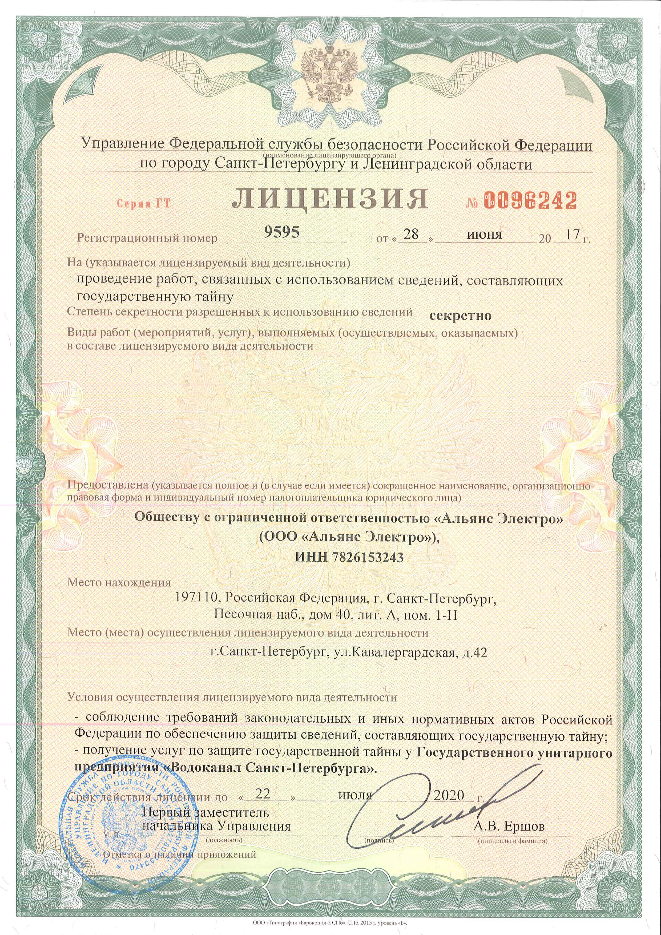 Управление Федеральной службы безопасности Российской Федерации
(наименование лицензирующего органа)
по городу Санкт-Петербургу и Ленинградской области
ЛИЦЕНЗИЯ
Серия ГТ
№ 0096242
Регистрационный номер 9595 от « 28 » июня 20 17 г.
На (указывается лицензируемый вид деятельности)
проведение работ, связанных с использованием сведений, составляющих
государственную тайну
Степень секретности разрешенных к использованию сведений секретно
Виды работ (мероприятий, услуг), выполняемых (осуществляемых, оказываемых)
в составе лицензируемого вида деятельности
Предоставлена (указывается полное и (в случае если имеется) сокращенное наименование, организационно-
правовая форма и индивидуальный номер налогоплательщика юридического лица)
Обществу с ограниченной ответственностью «Альянс Электро»
(ООО «Альянс Электро»),
ИНН 7826153243
Место нахождения
197110, Российская Федерация, г. Санкт-Петербург,
Песочная наб., дом 40, лит. А, пом. 1-Н
Место (места) осуществления лицензируемого вида деятельности
г.Санкт-Петербург, ул.Кавалергардская, д.42
Условия осуществления лицензируемого вида деятельности
- соблюдение требований законодательных и иных нормативных актов Российской
Федерации по обеспечению защиты сведений, составляющих государственную тайну;
- получение услуг по защите государственной тайны у Государственного унитарного
предприятия «Водоканал Санкт-Петербурга».
Срок действия лицензии до « 22 » июля 2020 г.
Первый заместитель
начальника Управления
А.В. Ершов
(должность)
(подпись)
(инициалы и фамилия)
Отметка о наличии приложений